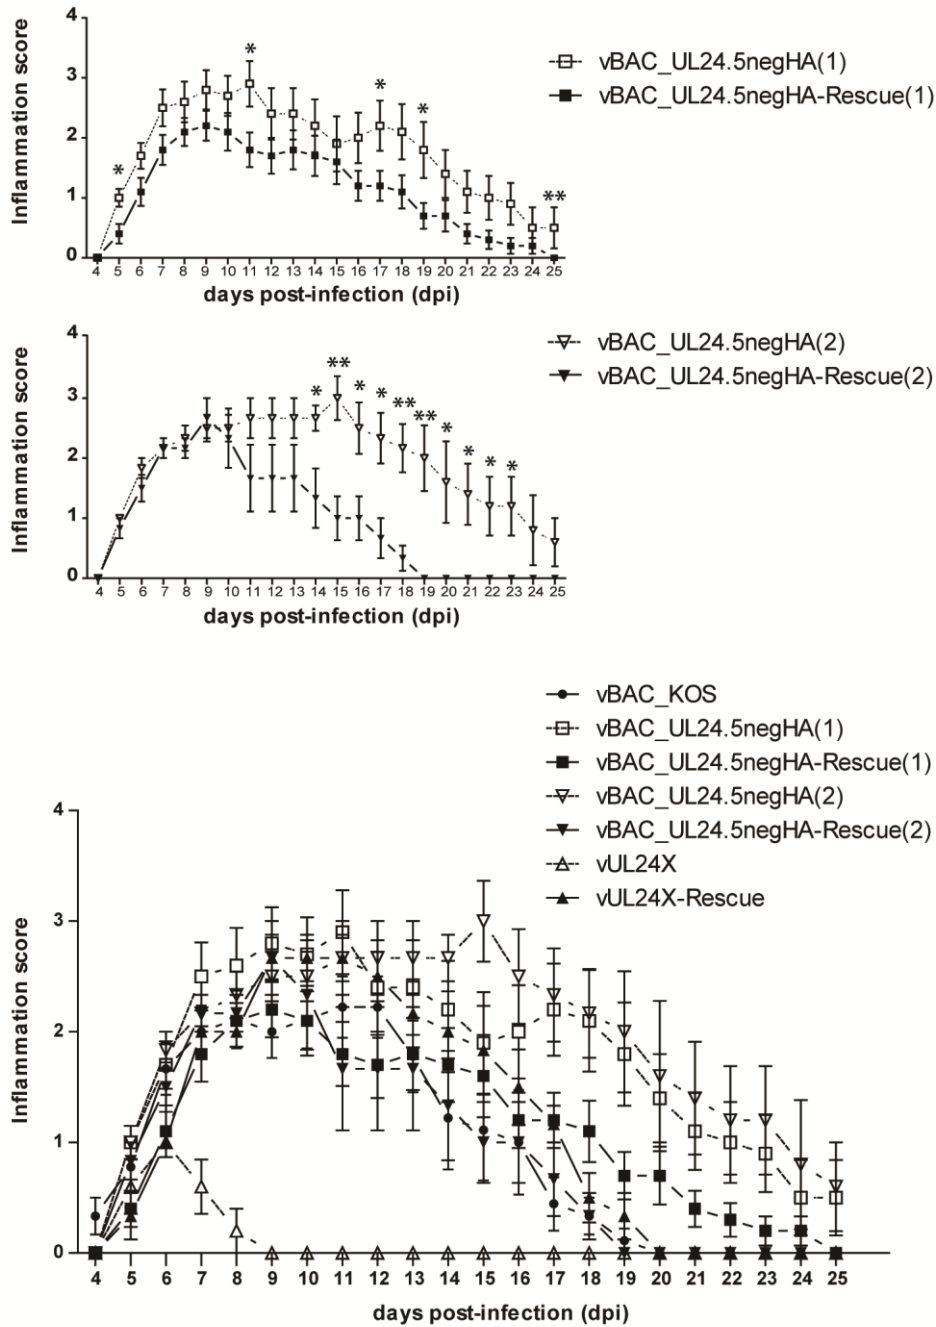 4
3
2
1
0
Inflammation score
* * * * **
4 5 6 7 8 9 10 11 12 13 14 15 16 17 18 19 20 21 22 23 24 25
days post-infection (dpi)
vBAC_UL24.5negHA(1)
vBAC_UL24.5negHA-Rescue(1)
4
3
2
1
0
Inflammation score
* ** * * ** ** * * * *
4 5 6 7 8 9 10 11 12 13 14 15 16 17 18 19 20 21 22 23 24 25
days post-infection (dpi)
vBAC_UL24.5negHA(2)
vBAC_UL24.5negHA-Rescue(2)
vBAC_KOS
vBAC_UL24.5negHA(1)
vBAC_UL24.5negHA-Rescue(1)
vBAC_UL24.5negHA(2)
vBAC_UL24.5negHA-Rescue(2)
vUL24X
vUL24X-Rescue
4
3
2
1
0
Inflammation score
4 5 6 7 8 9 10 11 12 13 14 15 16 17 18 19 20 21 22 23 24 25
days post-infection (dpi)